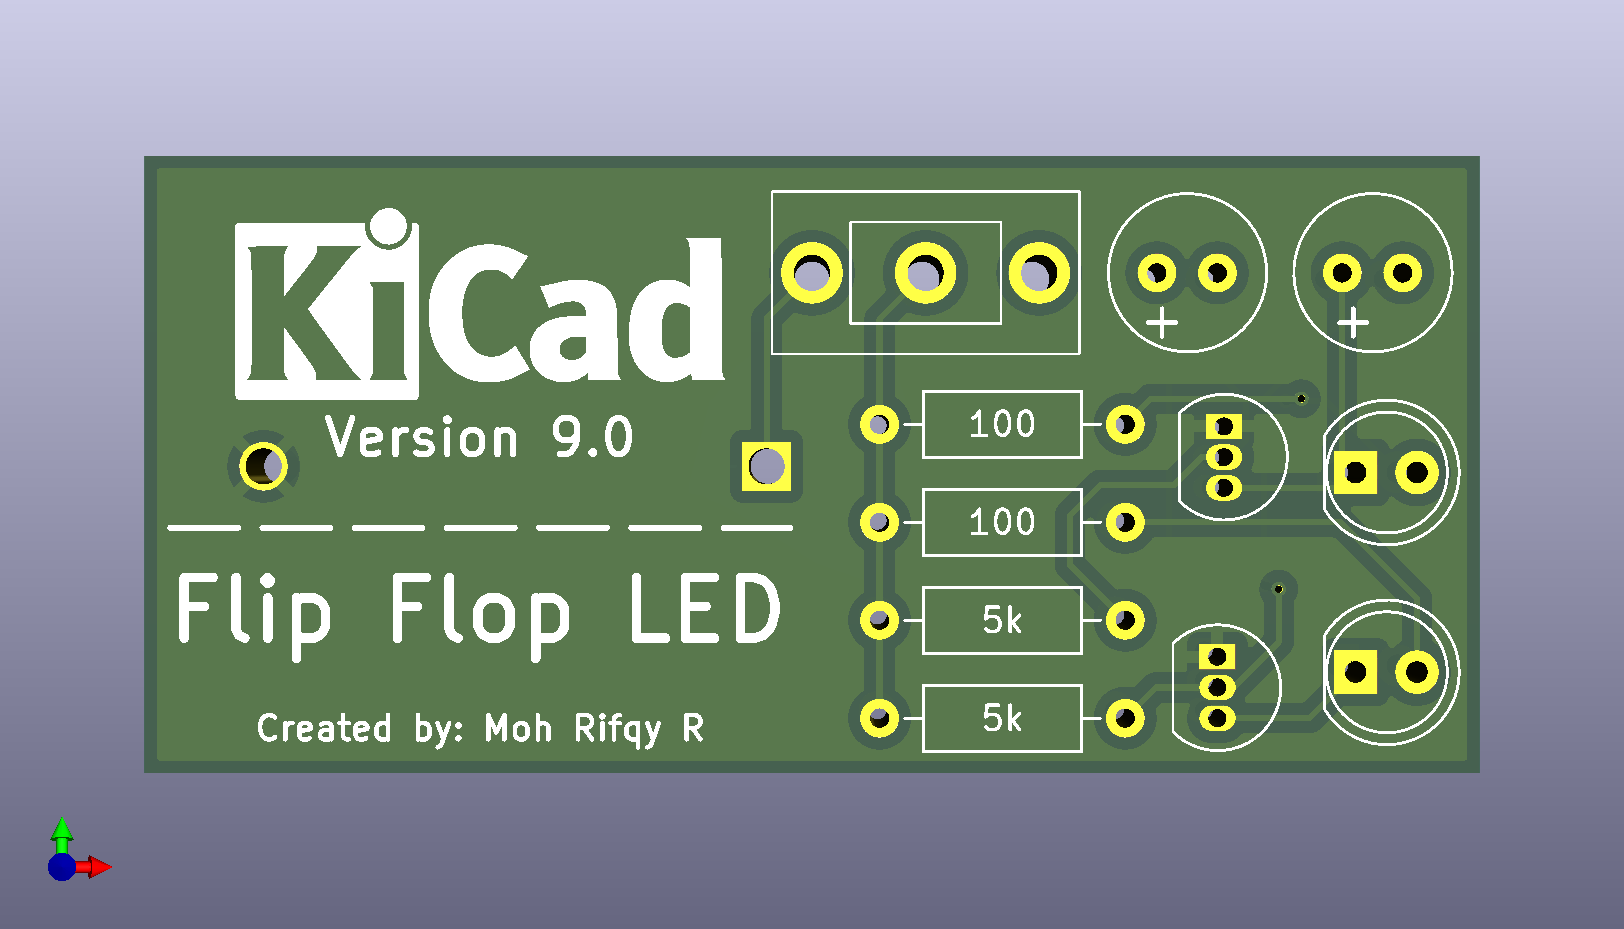 KiCad
Version 9.0
Flip Flop LED
Created by: Moh Rifqy R
+ +
100
100
5k
5k